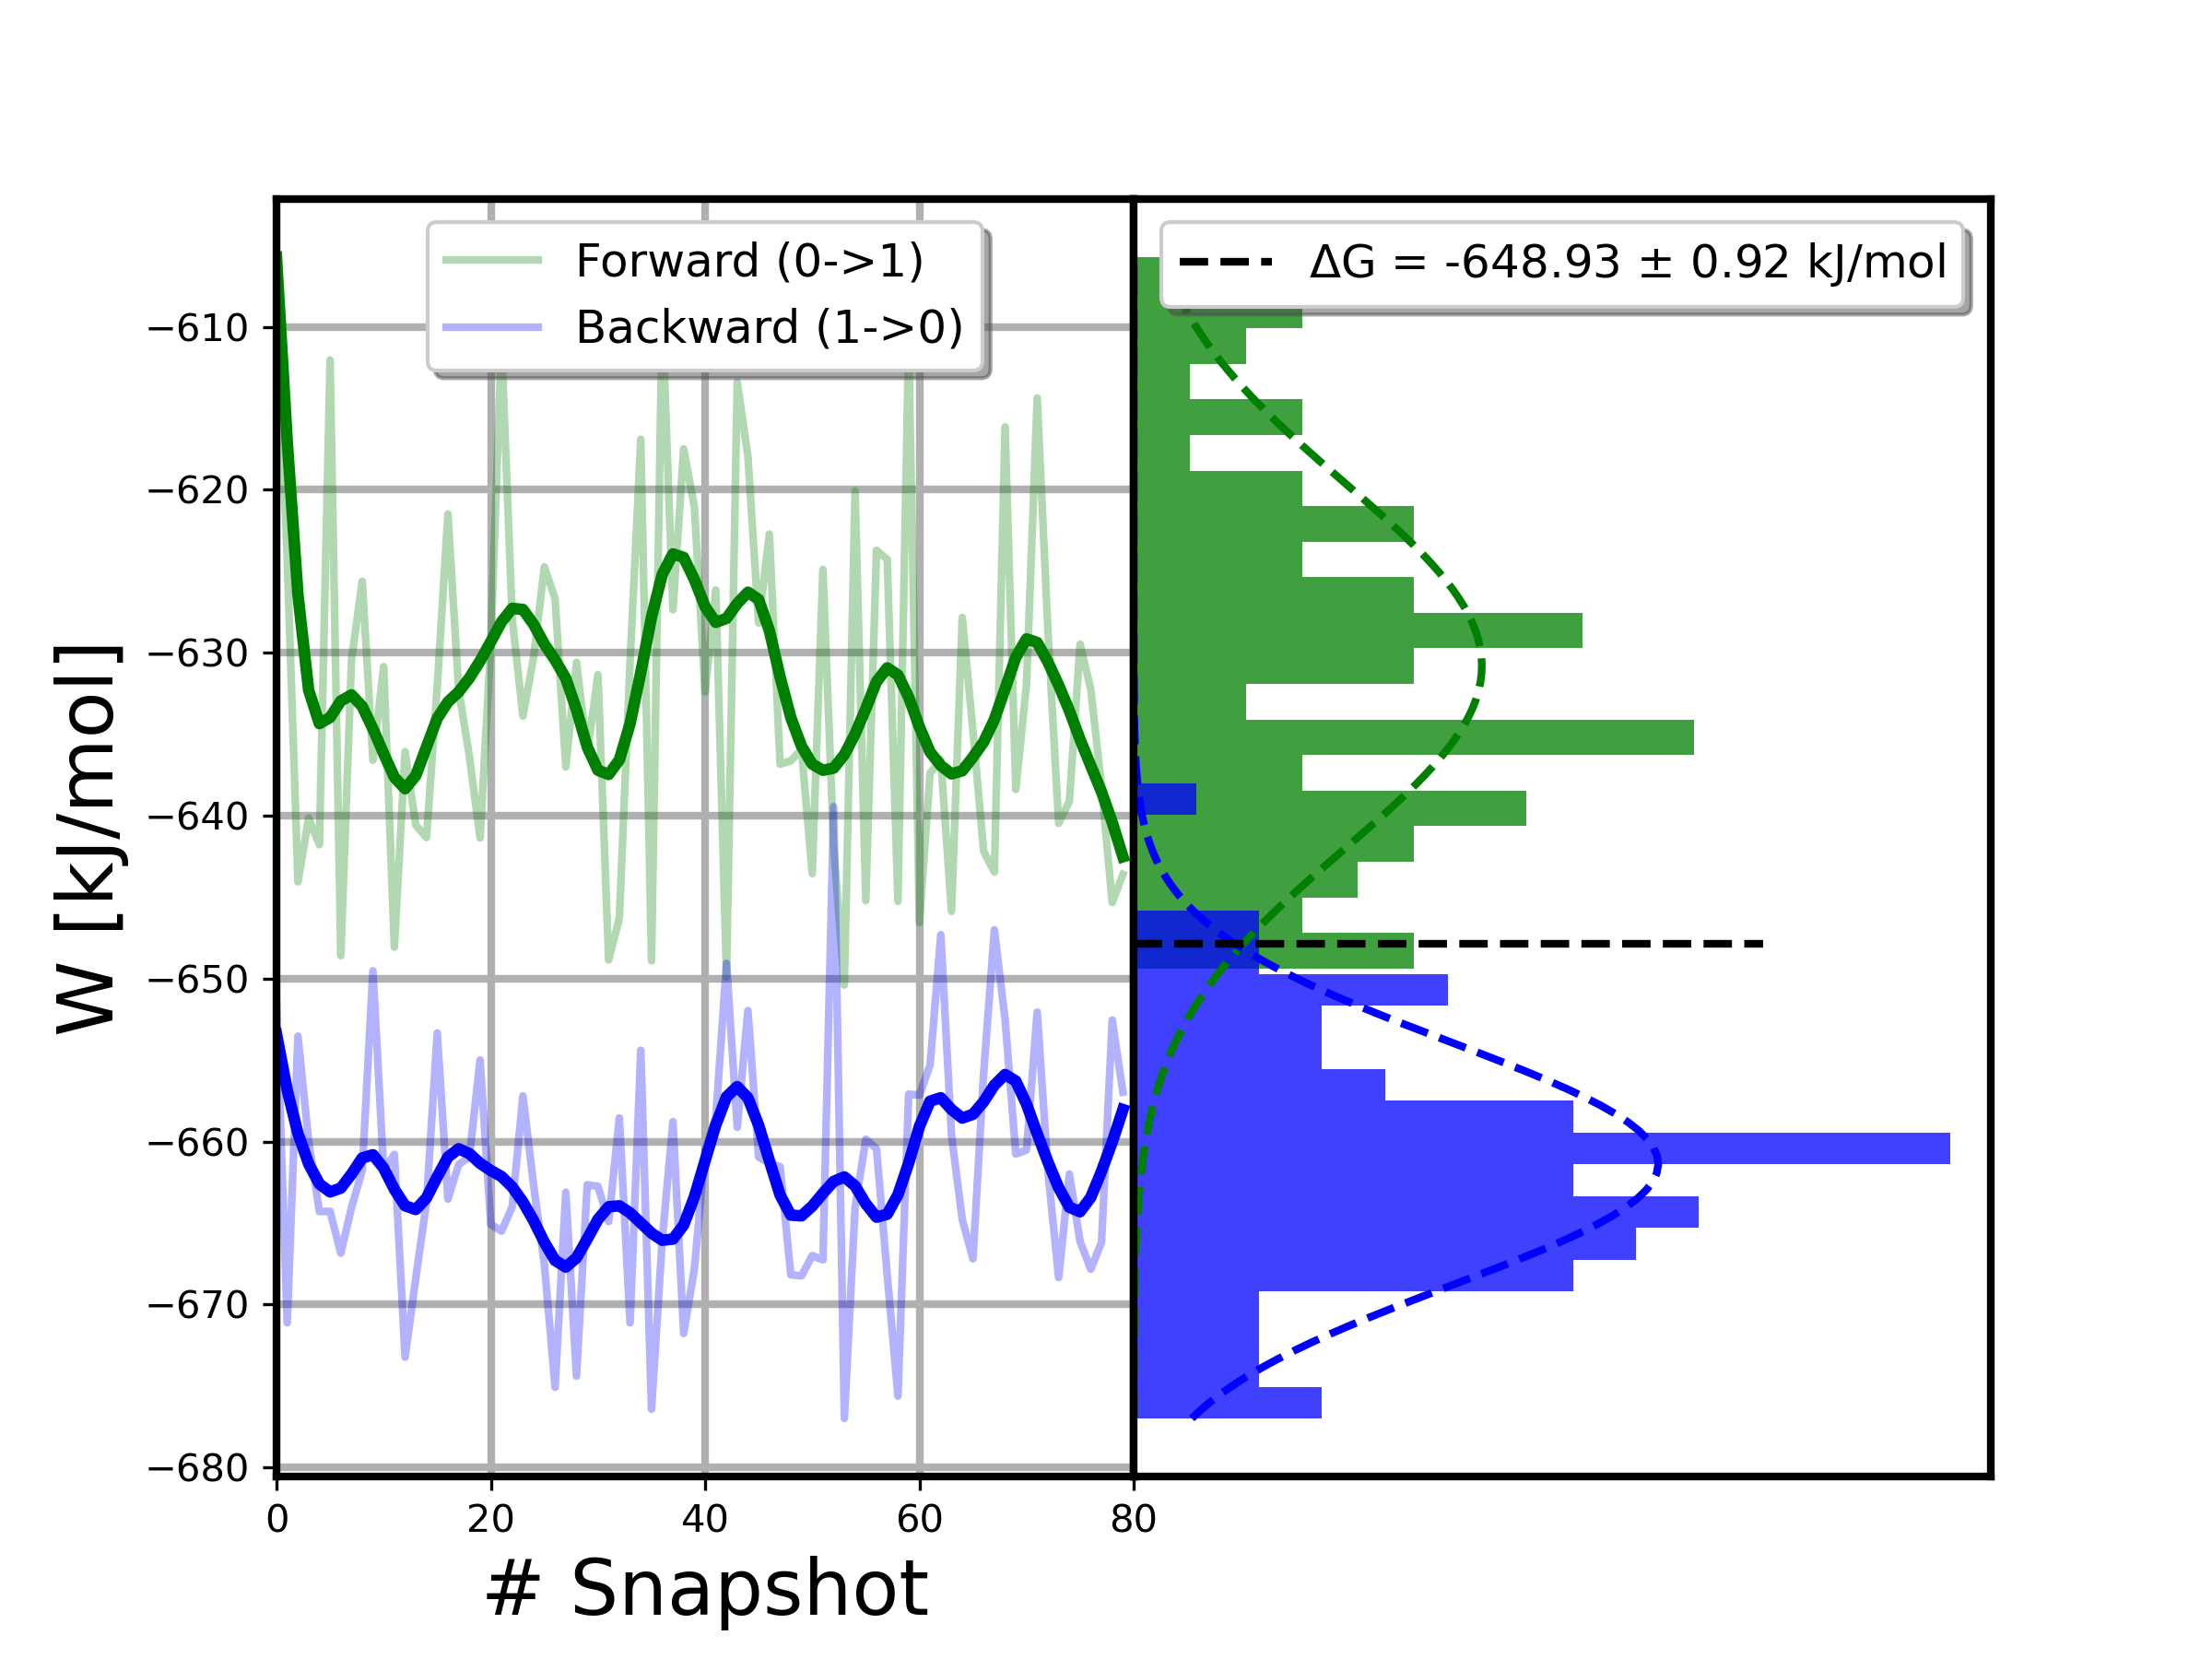 Forward (0->1)
Backward (1->0)
ΔG = -648.93 ± 0.92 kJ/mol
W [kJ/mol]
−610
−620
−630
−640
−650
−660
−670
−680
0 20 40 60 80
# Snapshot